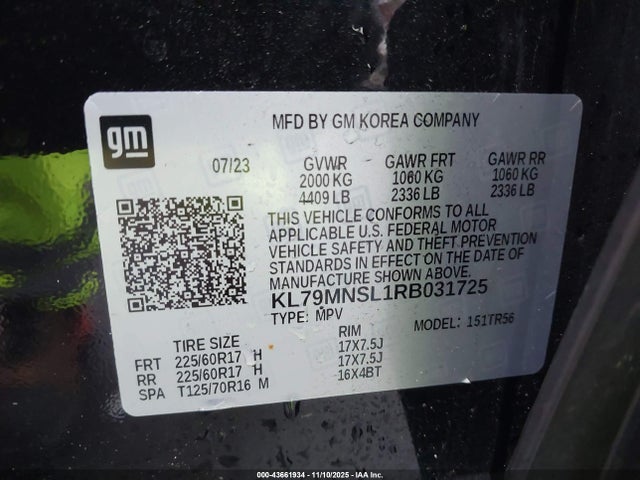 gm
MFD BY GM KOREA COMPANY
07/23 GVWR GAWR FRT GAWR RR
2000 KG 1060 KG 1060 KG
4409 LB 2336 LB 2336 LB
THIS VEHICLE CONFORMS TO ALL
APPLICABLE U.S. FEDERAL MOTOR
VEHICLE SAFETY AND THEFT PREVENTION
STANDARDS IN EFFECT ON THE DATE OF
MANUFACTURE SHOWN ABOVE.
KL79MNSL1RB031725
TYPE: MPV MODEL: 151TR56
TIRE SIZE RIM
FRT 225/60R17 H 17X7.5J
RR 225/60R17 H 17X7.5J
SPA T125/70R16 M 16X4BT
000-43661934 - 11/10/2025 - IAA Inc.